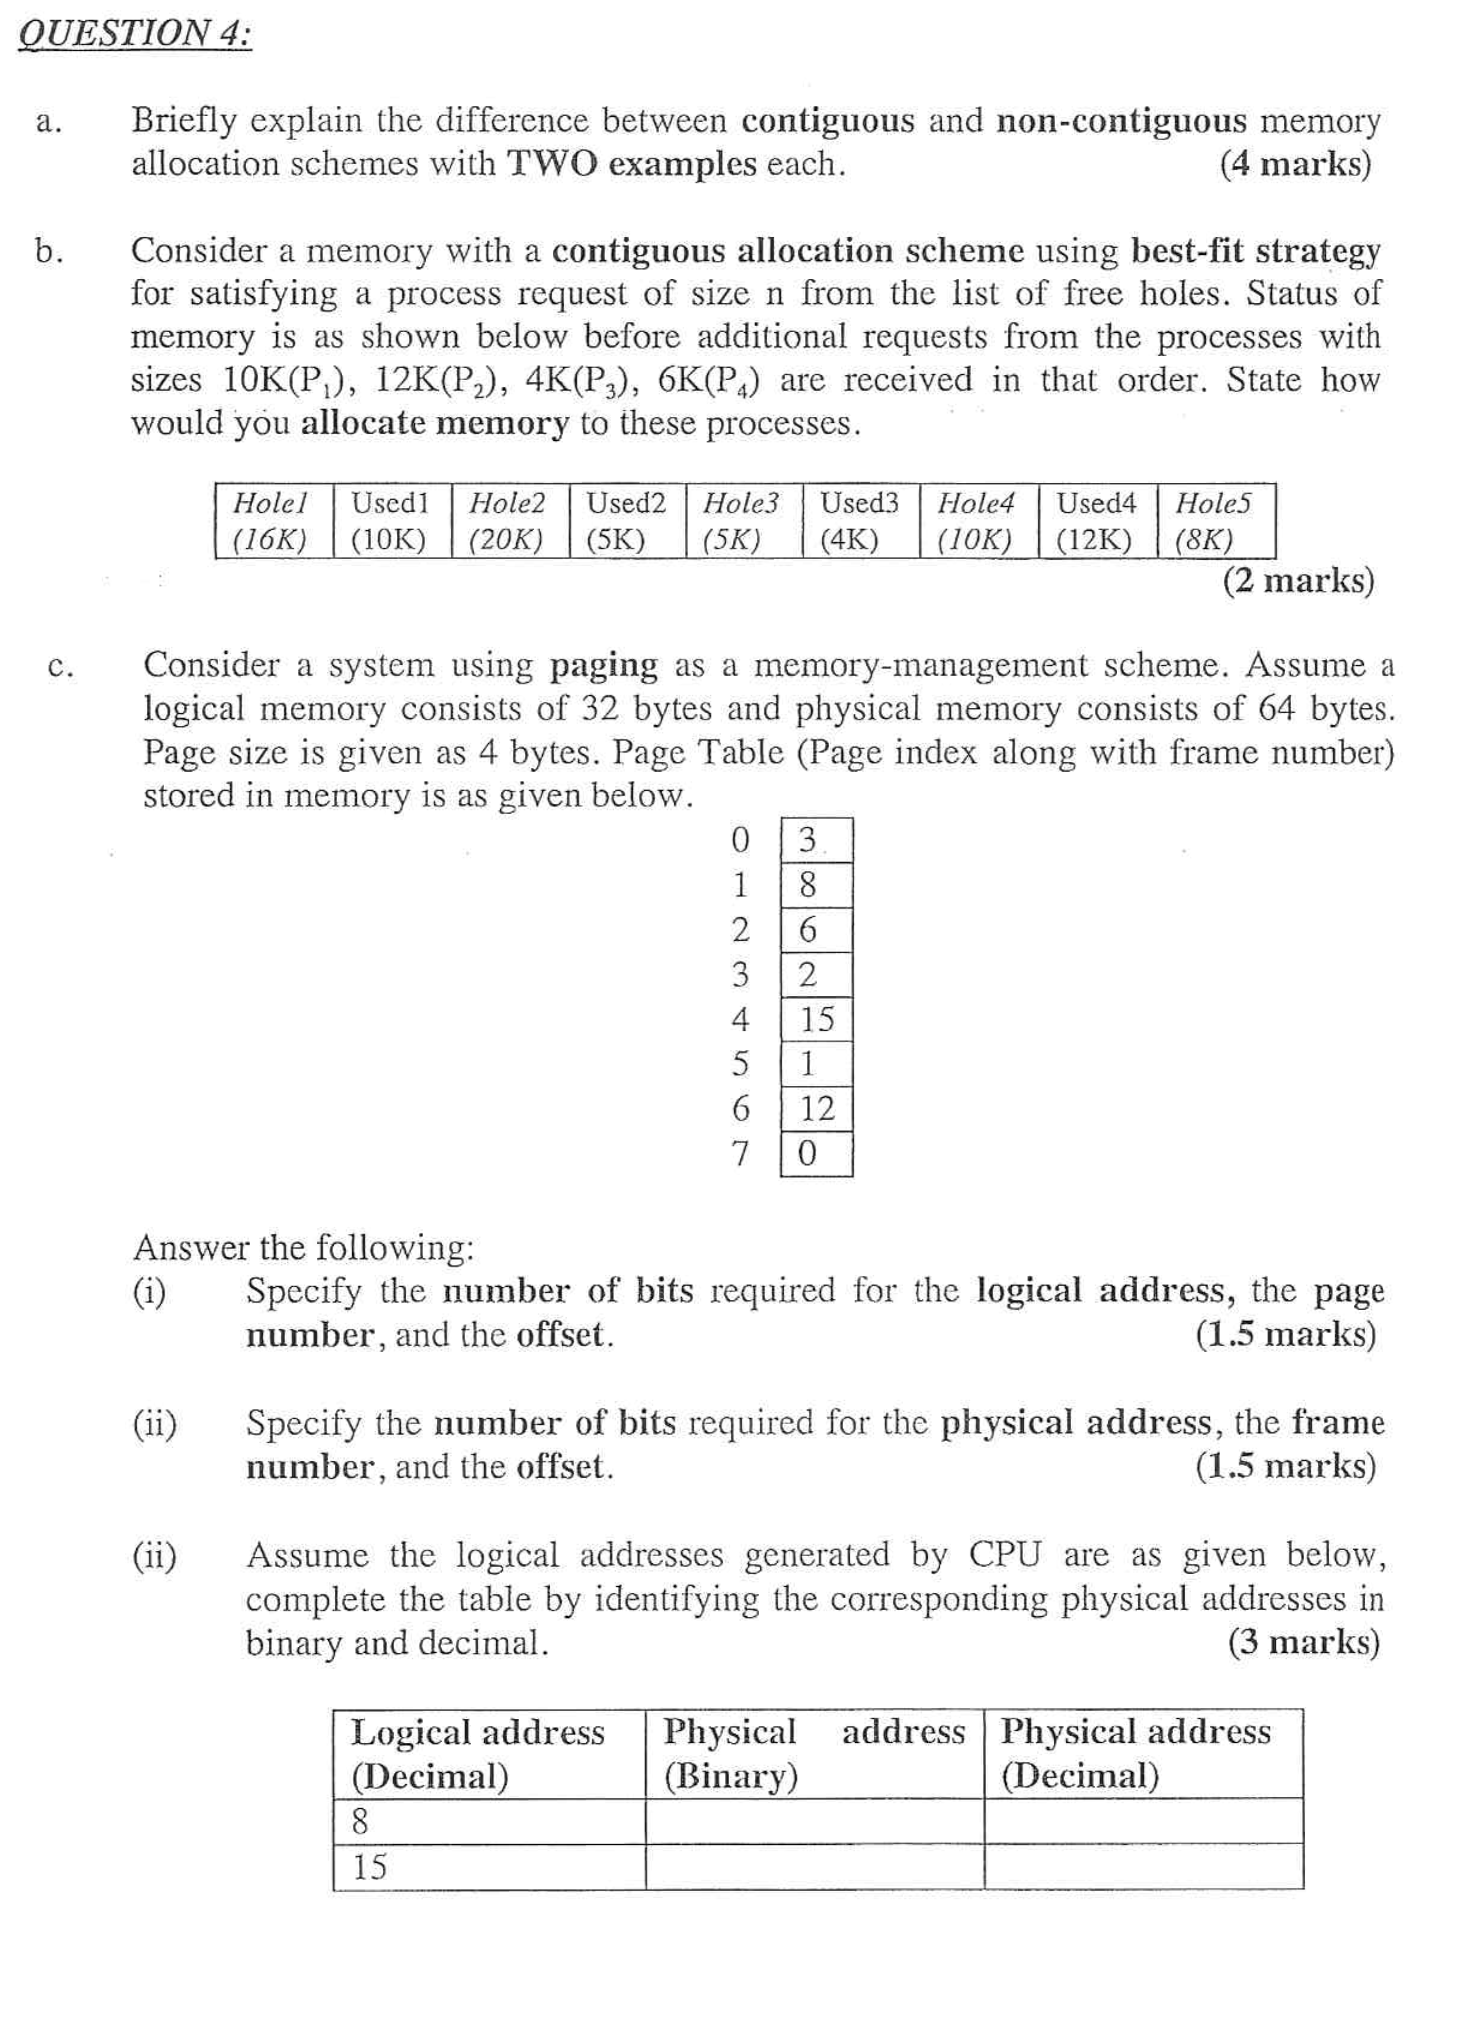 QUESTION 4:
a. Briefly explain the difference between contiguous and non-contiguous memory
allocation schemes with TWO examples each. (4 marks)
b. Consider a memory with a contiguous allocation scheme using best-fit strategy
for satisfying a process request of size n from the list of free holes. Status of
memory is as shown below before additional requests from the processes with
sizes 10K(P₁), 12K(P₂), 4K(P₃), 6K(P₄) are received in that order. State how
would you allocate memory to these processes.
Hole1 Used1 Hole2 Used2 Hole3 Used3 Hole4 Used4 Hole5
(16K) (10K) (20K) (5K) (5K) (4K) (10K) (12K) (8K)
(2 marks)
c. Consider a system using paging as a memory-management scheme. Assume a
logical memory consists of 32 bytes and physical memory consists of 64 bytes.
Page size is given as 4 bytes. Page Table (Page index along with frame number)
stored in memory is as given below.
0 3
1 8
2 6
3 2
4 15
5 1
6 12
7 0
Answer the following:
(i) Specify the number of bits required for the logical address, the page
number, and the offset. (1.5 marks)
(ii) Specify the number of bits required for the physical address, the frame
number, and the offset. (1.5 marks)
(ii) Assume the logical addresses generated by CPU are as given below,
complete the table by identifying the corresponding physical addresses in
binary and decimal. (3 marks)
Logical address Physical address Physical address
(Decimal) (Binary) (Decimal)
8
15